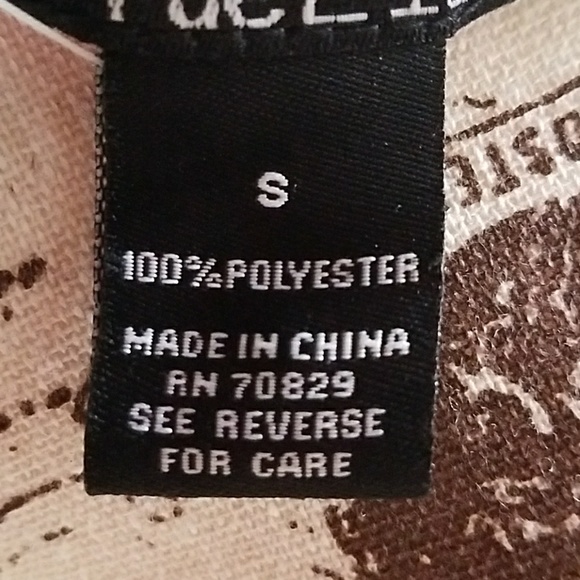 S
100%POLYESTER
MADE IN CHINA
RN 70829
SEE REVERSE
FOR CARE